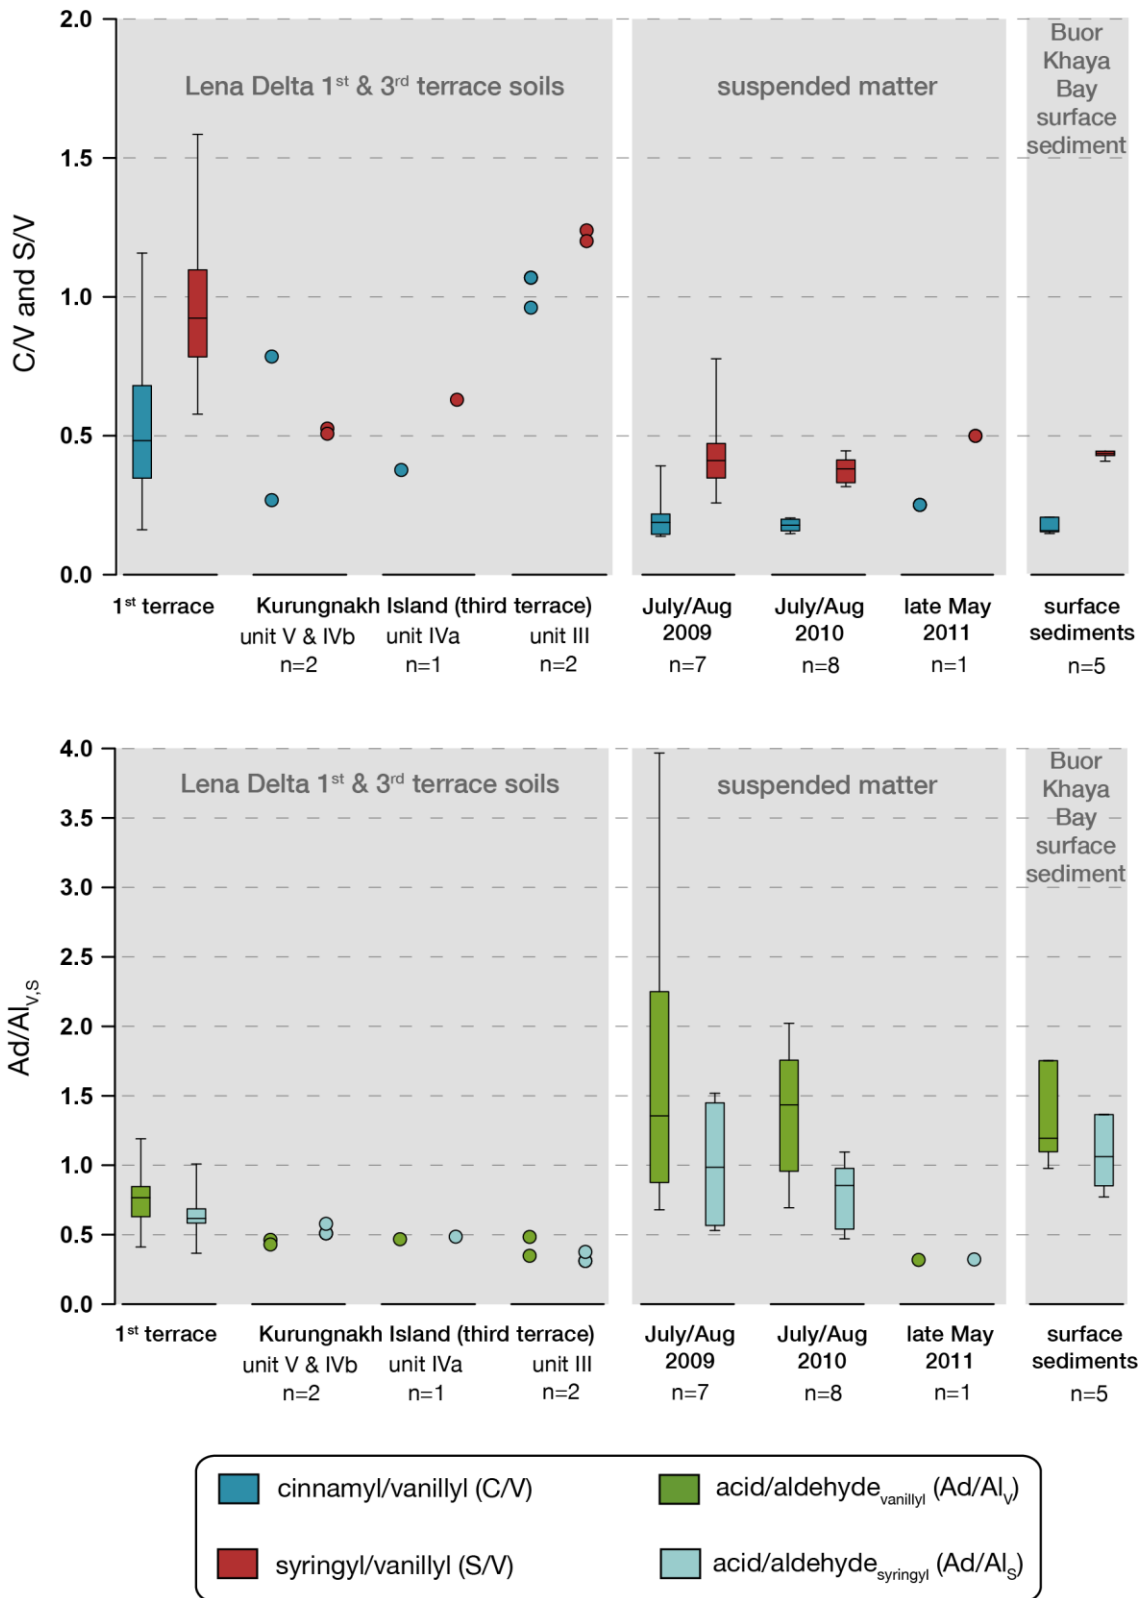 2.0
1.5
1.0
0.5
0.0
C/V and S/V
Lena Delta 1st & 3rd terrace soils
suspended matter
Buor
Khaya
Bay
surface
sediment
1st terrace
Kurungnakh Island (third terrace)
unit V & IVb
n=2
unit IVa
n=1
unit III
n=2
July/Aug
2009
n=7
July/Aug
2010
n=8
late May
2011
n=1
surface
sediments
n=5
4.0
3.5
3.0
2.5
2.0
1.5
1.0
0.5
0.0
Ad/AlV,S
Lena Delta 1st & 3rd terrace soils
suspended matter
Buor
Khaya
Bay
surface
sediment
1st terrace
Kurungnakh Island (third terrace)
unit V & IVb
n=2
unit IVa
n=1
unit III
n=2
July/Aug
2009
n=7
July/Aug
2010
n=8
late May
2011
n=1
surface
sediments
n=5
cinnamyl/vanillyl (C/V)
syringyl/vanillyl (S/V)
acid/aldehydevanillyl (Ad/AlV)
acid/aldehydesyringyl (Ad/AlS)